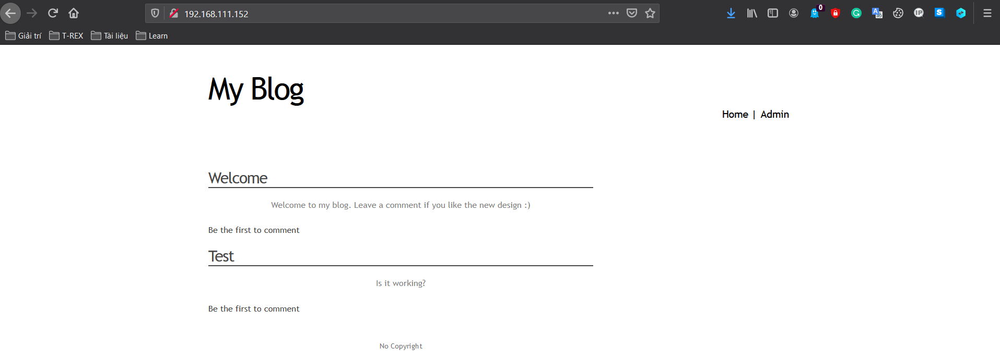 192.168.111.152
0
Giải trí T-REX Tài liệu Learn
My Blog
Home | Admin
Welcome
Welcome to my blog. Leave a comment if you like the new design :)
Be the first to comment
Test
Is it working?
Be the first to comment
No Copyright